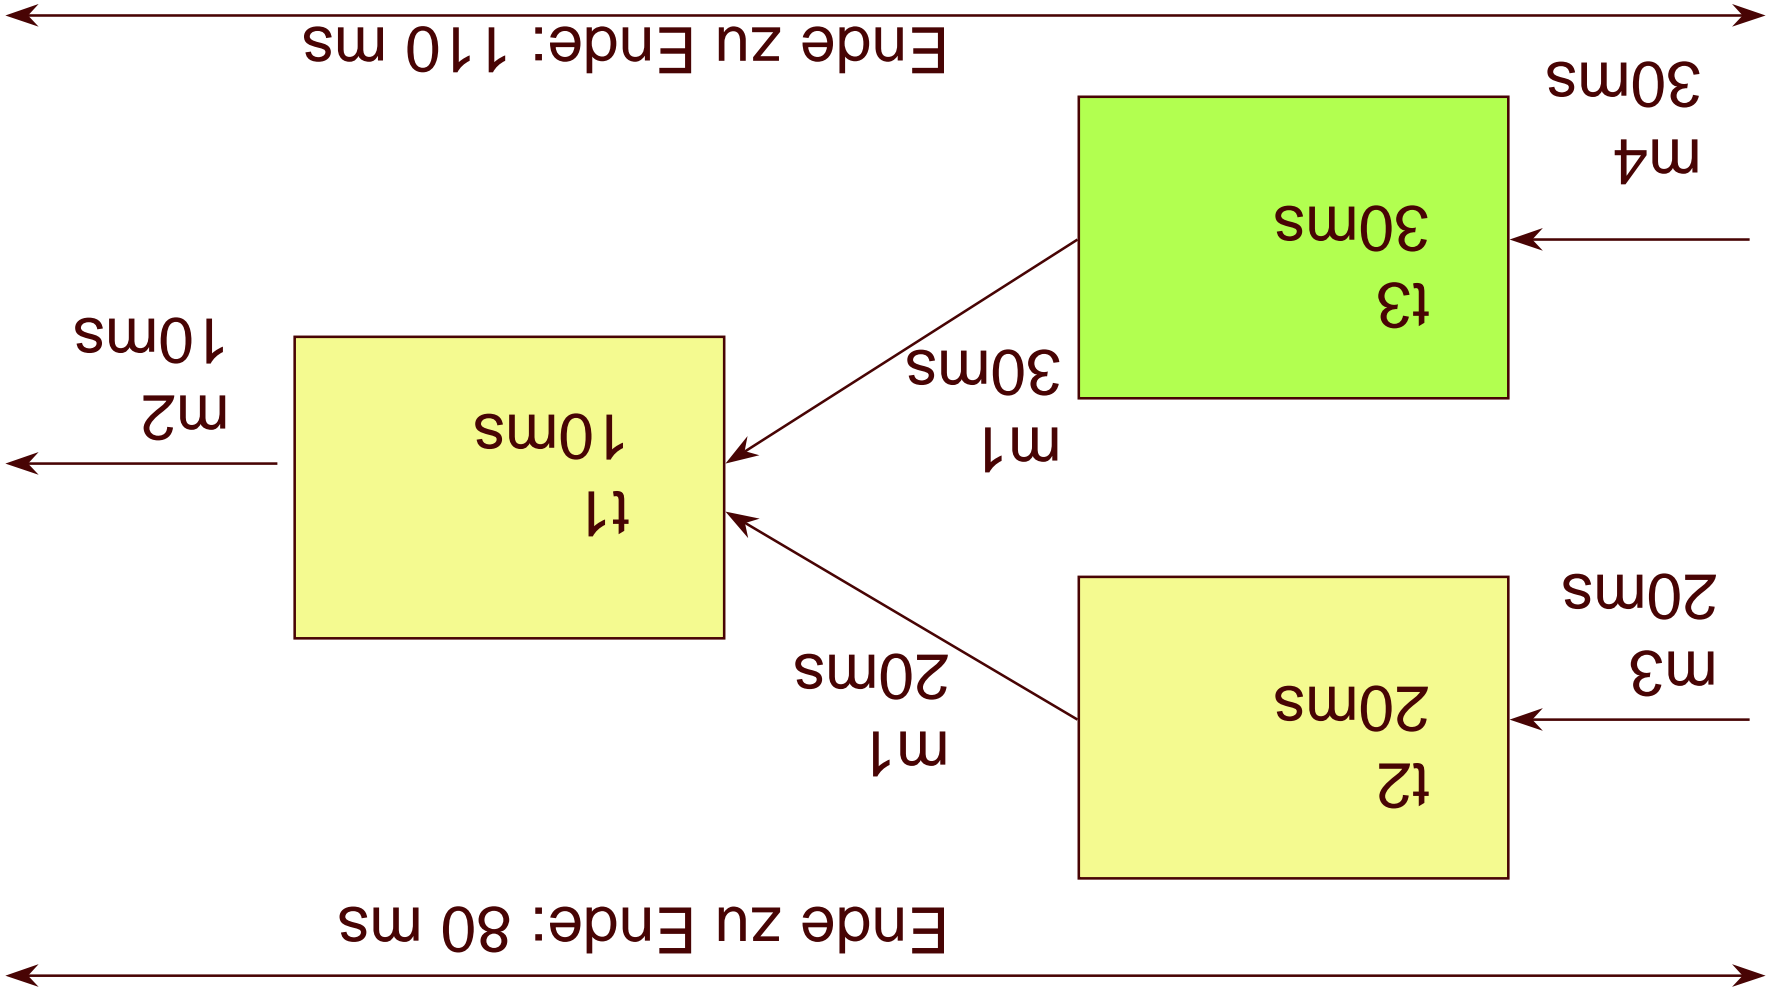 Ende zu Ende: 80 ms
m3
20ms
t2
20ms
m1
20ms
t1
10ms
m2
10ms
m1
30ms
t3
30ms
m4
30ms
Ende zu Ende: 110 ms